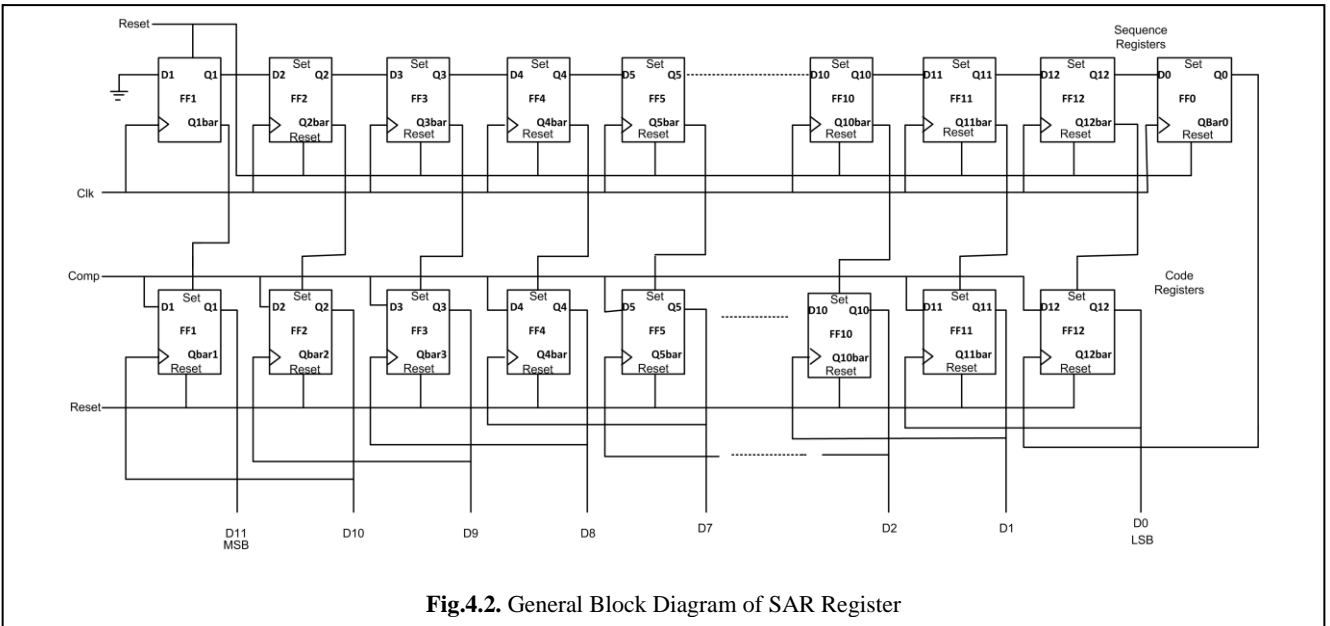 Reset
Sequence
Registers
Set Set Set Set Set Set Set Set
D1 Q1 D2 Q2 D3 Q3 D4 Q4 D5 Q5 D10 Q10 D11 Q11 D12 Q12 D0 Q0
FF1 FF2 FF3 FF4 FF5 FF10 FF11 FF12 FF0
Q1bar Q2bar Q3bar Q4bar Q5bar Q10bar Q11bar Q12bar QBar0
Reset Reset Reset Reset Reset Reset Reset Reset
Clk
Comp
Code
Registers
Set Set Set Set Set Set Set Set
D1 Q1 D2 Q2 D3 Q3 D4 Q4 D5 Q5 D10 Q10 D11 Q11 D12 Q12
FF1 FF2 FF3 FF4 FF5 FF10 FF11 FF12
Qbar1 Qbar2 Qbar3 Q4bar Q5bar Q10bar Q11bar Q12bar
Reset Reset Reset Reset Reset Reset Reset Reset
Reset
D11 D10 D9 D8 D7 D2 D1 D0
MSB LSB
Fig.4.2. General Block Diagram of SAR Register